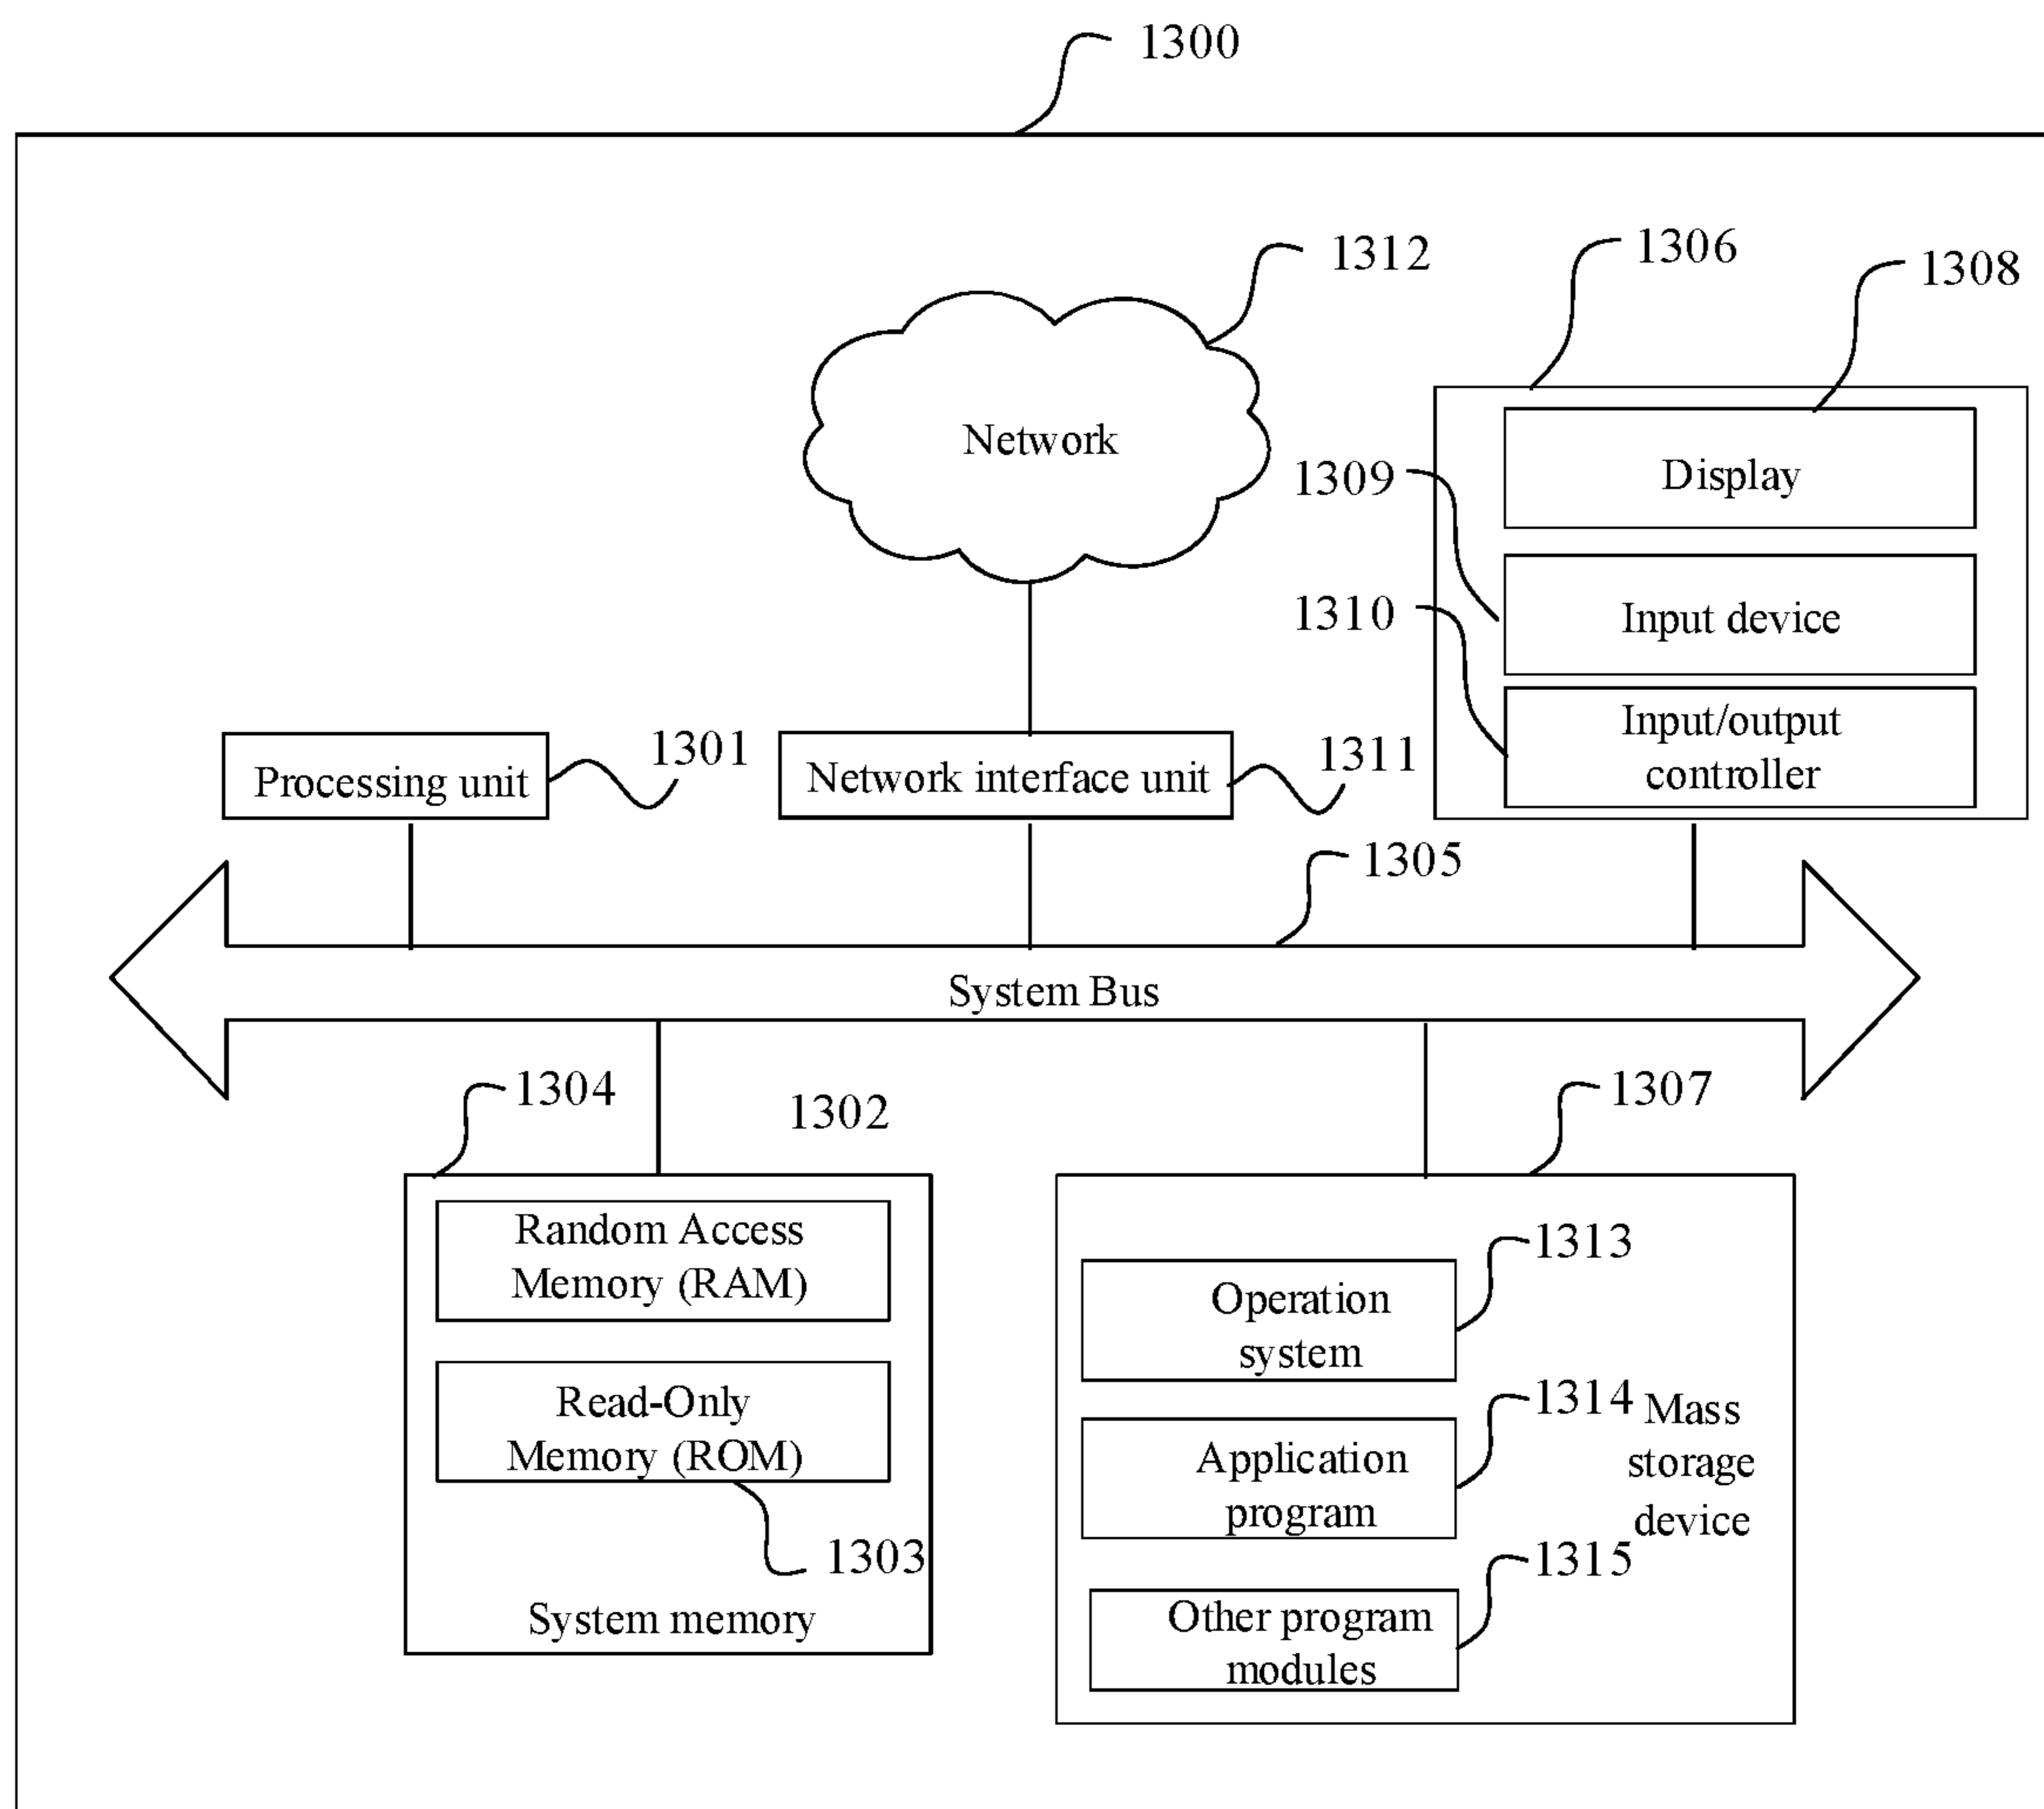 1300
1312
1306
1308
Network
1309
Display
1310
Input device
Input/output
controller
Processing unit
1301
Network interface unit
1311
1305
System Bus
1304
1302
1307
Random Access
Memory (RAM)
Read-Only
Memory (ROM)
1303
System memory
1313
Operation
system
1314
Application
program
Mass
storage
device
1315
Other program
modules